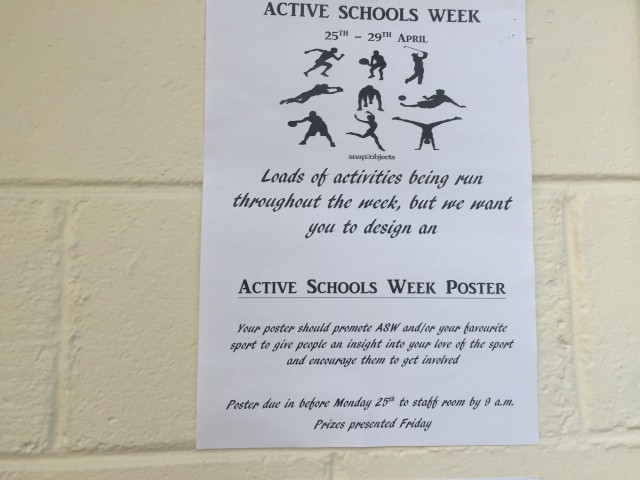 ACTIVE SCHOOLS WEEK
25TH – 29TH APRIL
snap2objects
Loads of activities being run
throughout the week, but we want
you to design an
ACTIVE SCHOOLS WEEK POSTER
Your poster should promote ASW and/or your favourite
sport to give people an insight into your love of the sport
and encourage them to get involved
Poster due in before Monday 25th to staff room by 9 a.m.
Prizes presented Friday